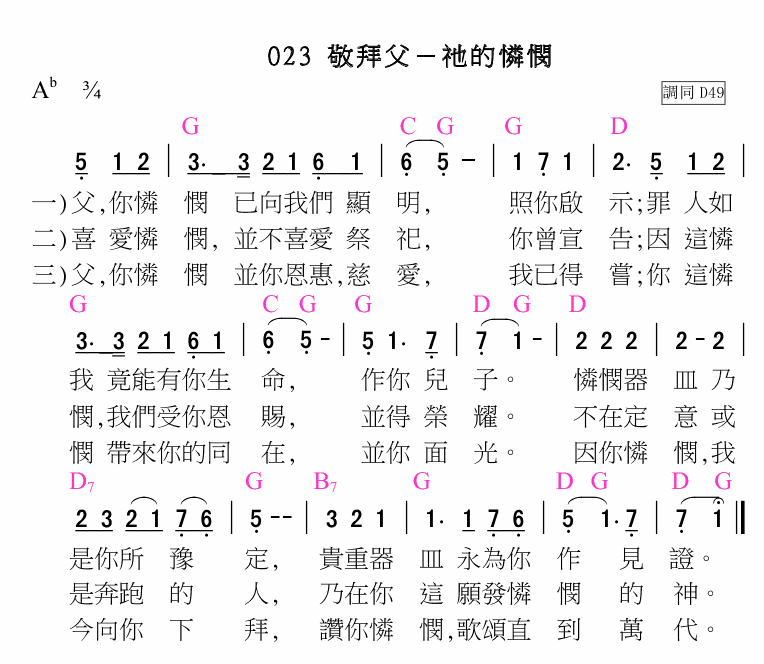 023 敬拜父－祂的憐憫
A♭ ¾ 調同 D49
G C G G D
5 1 2 | 3· 3 2 1 6 1 | 6 5 - | 1 7 1 | 2· 5 1 2 |
一)父,你憐 憫 已向我們 顯 明, 照你啟 示;罪 人如
二)喜 愛憐 憫, 並不喜愛 祭 祀, 你曾宣 告;因 這憐
三)父,你憐 憫 並你恩惠,慈 愛, 我已得 嘗;你 這憐
G C G G D G D
3· 3 2 1 6 1 | 6 5 - | 5 1· 7 | 7 1 - | 2 2 2 | 2 - 2 |
我 竟能有你生 命, 作你 兒 子。 憐憫器 皿 乃
憫,我們受你恩 賜, 並得 榮 耀。 不在定 意 或
憫 帶來你的同 在, 並你 面 光。 因你憐 憫,我
D7 G B7 G D G D G
2 3 2 1 7 6 | 5 - - | 3 2 1 | 1· 1 7 6 | 5 1· 7 | 7 1 ‖
是你所 豫 定, 貴重器 皿 永為你 作 見 證。
是奔跑 的 人, 乃在你 這 願發憐 憫 的 神。
今向你 下 拜, 讚你憐 憫,歌頌直 到 萬 代。